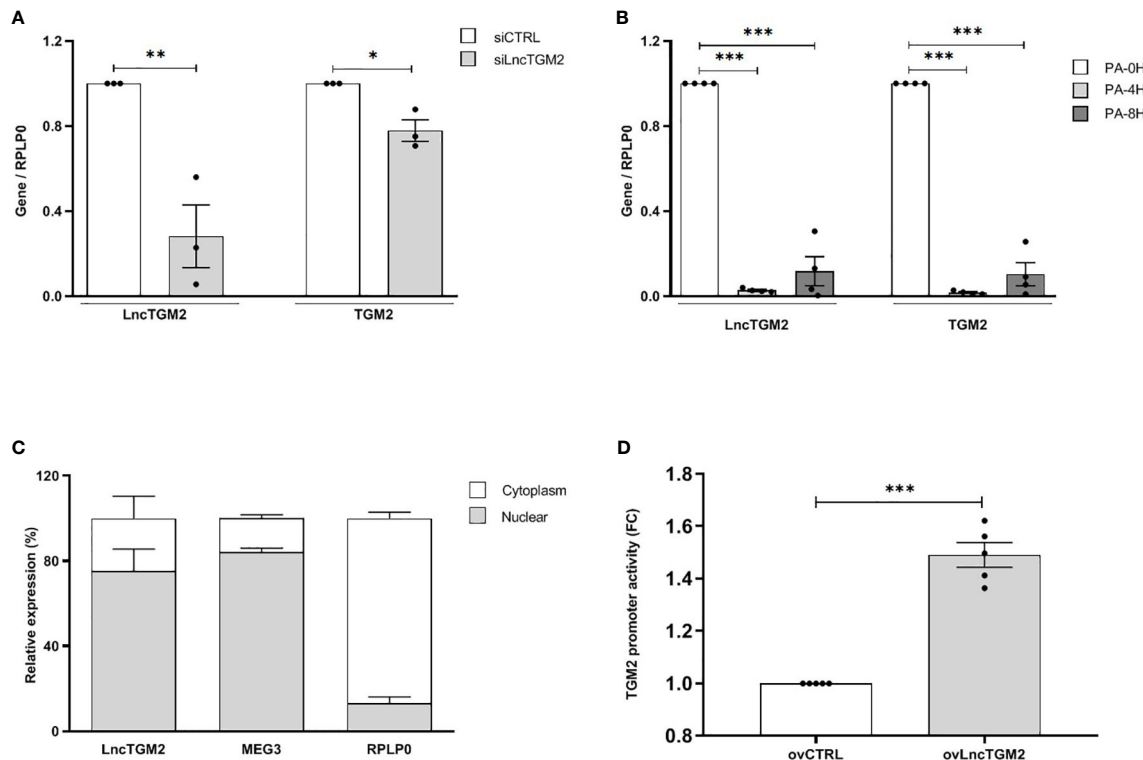 A
siCTRL
siLncTGM2
** *
1.2
0.8
0.4
0.0
Gene / RPLP0
LncTGM2 TGM2
B
PA-0H
PA-4H
PA-8H
*** ***
*** ***
1.2
0.8
0.4
0.0
Gene / RPLP0
LncTGM2 TGM2
C
Cytoplasm
Nuclear
120
80
40
0
Relative expression (%)
LncTGM2 MEG3 RPLP0
D
***
1.8
1.6
1.4
1.2
1.0
0.8
TGM2 promoter activity (FC)
ovCTRL ovLncTGM2